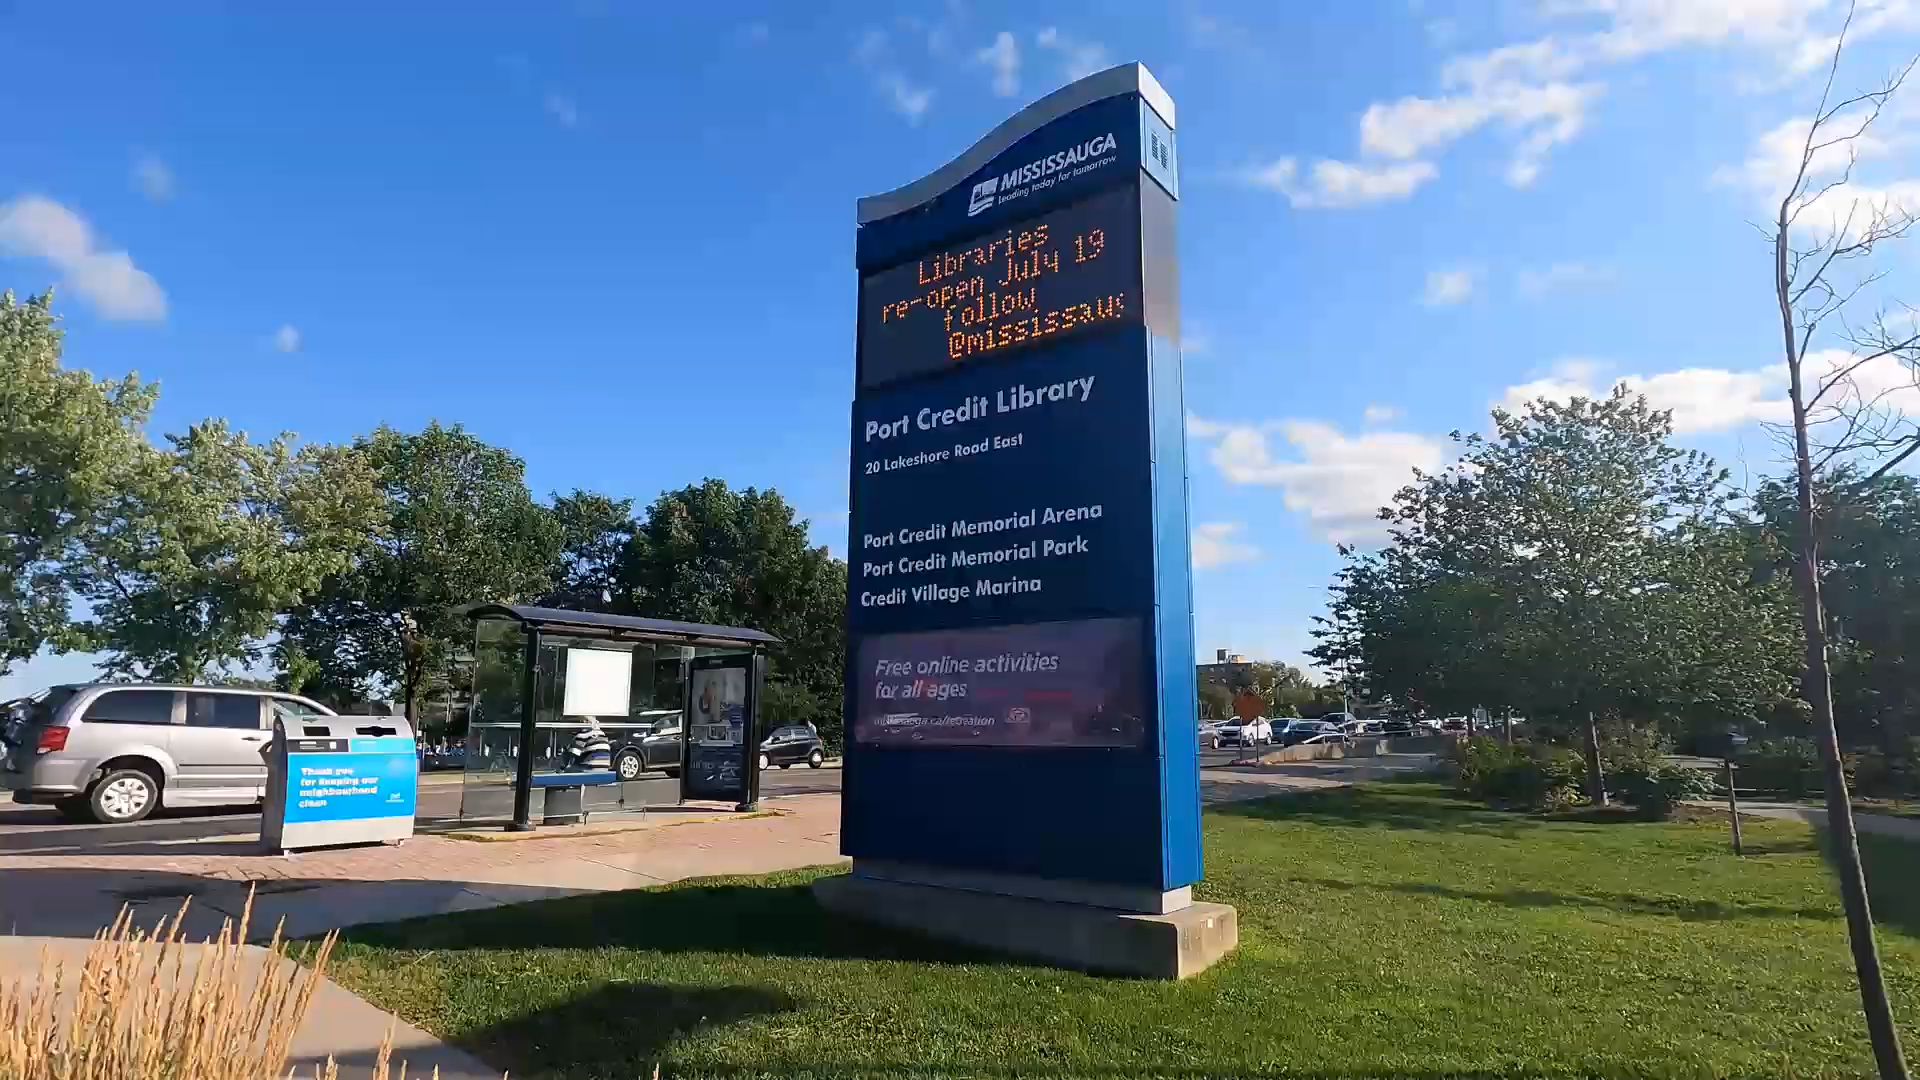 MISSISSAUGA
Leading today for tomorrow
Libraries
re-open July 19
follow
@mississau
Port Credit Library
20 Lakeshore Road East
Port Credit Memorial Arena
Port Credit Memorial Park
Credit Village Marina
Free online activities
for all ages
mississauga.ca/recreation
Thank you
for keeping our
neighbourhood
clean